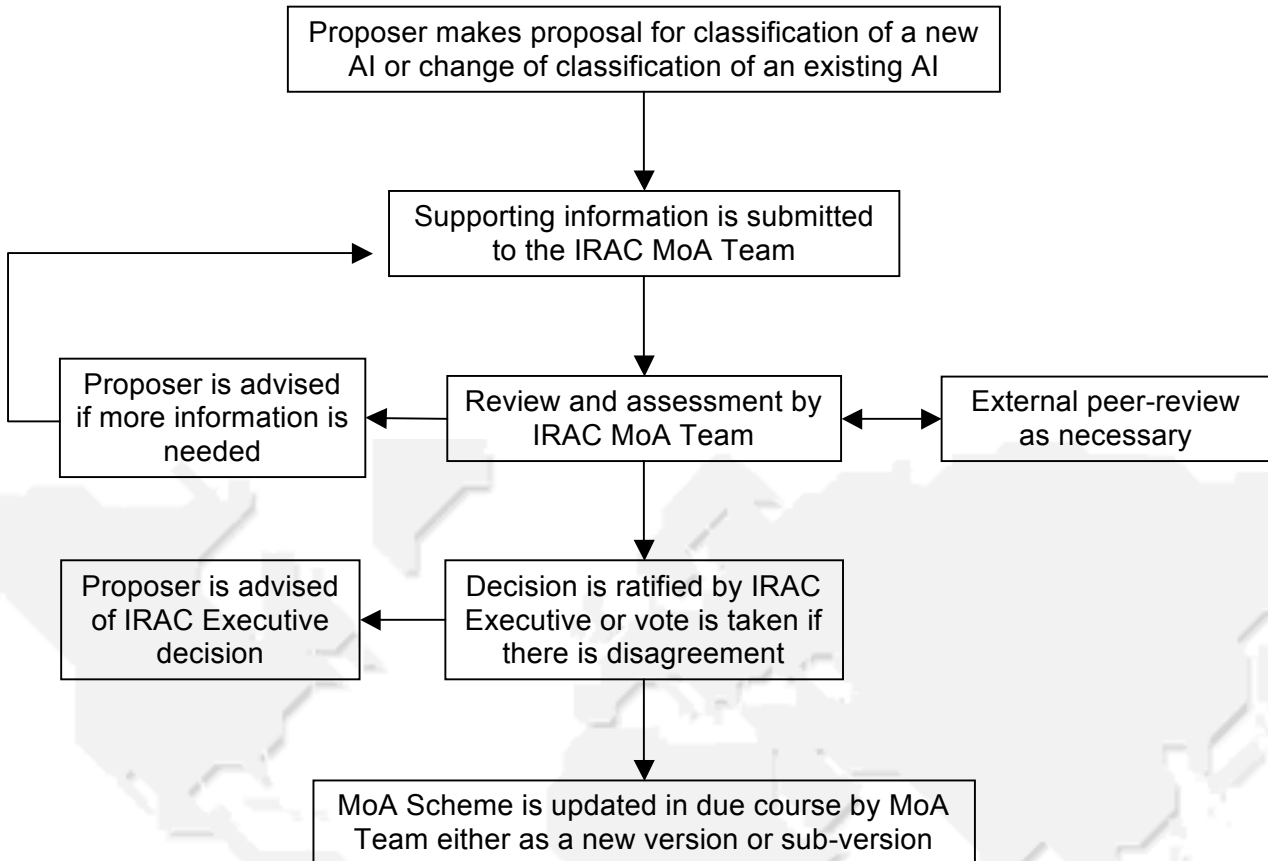 Proposer makes proposal for classification of a new
AI or change of classification of an existing AI
Supporting information is submitted
to the IRAC MoA Team
Proposer is advised
if more information is
needed
Review and assessment by
IRAC MoA Team
External peer-review
as necessary
Proposer is advised
of IRAC Executive
decision
Decision is ratified by IRAC
Executive or vote is taken if
there is disagreement
MoA Scheme is updated in due course by MoA
Team either as a new version or sub-version